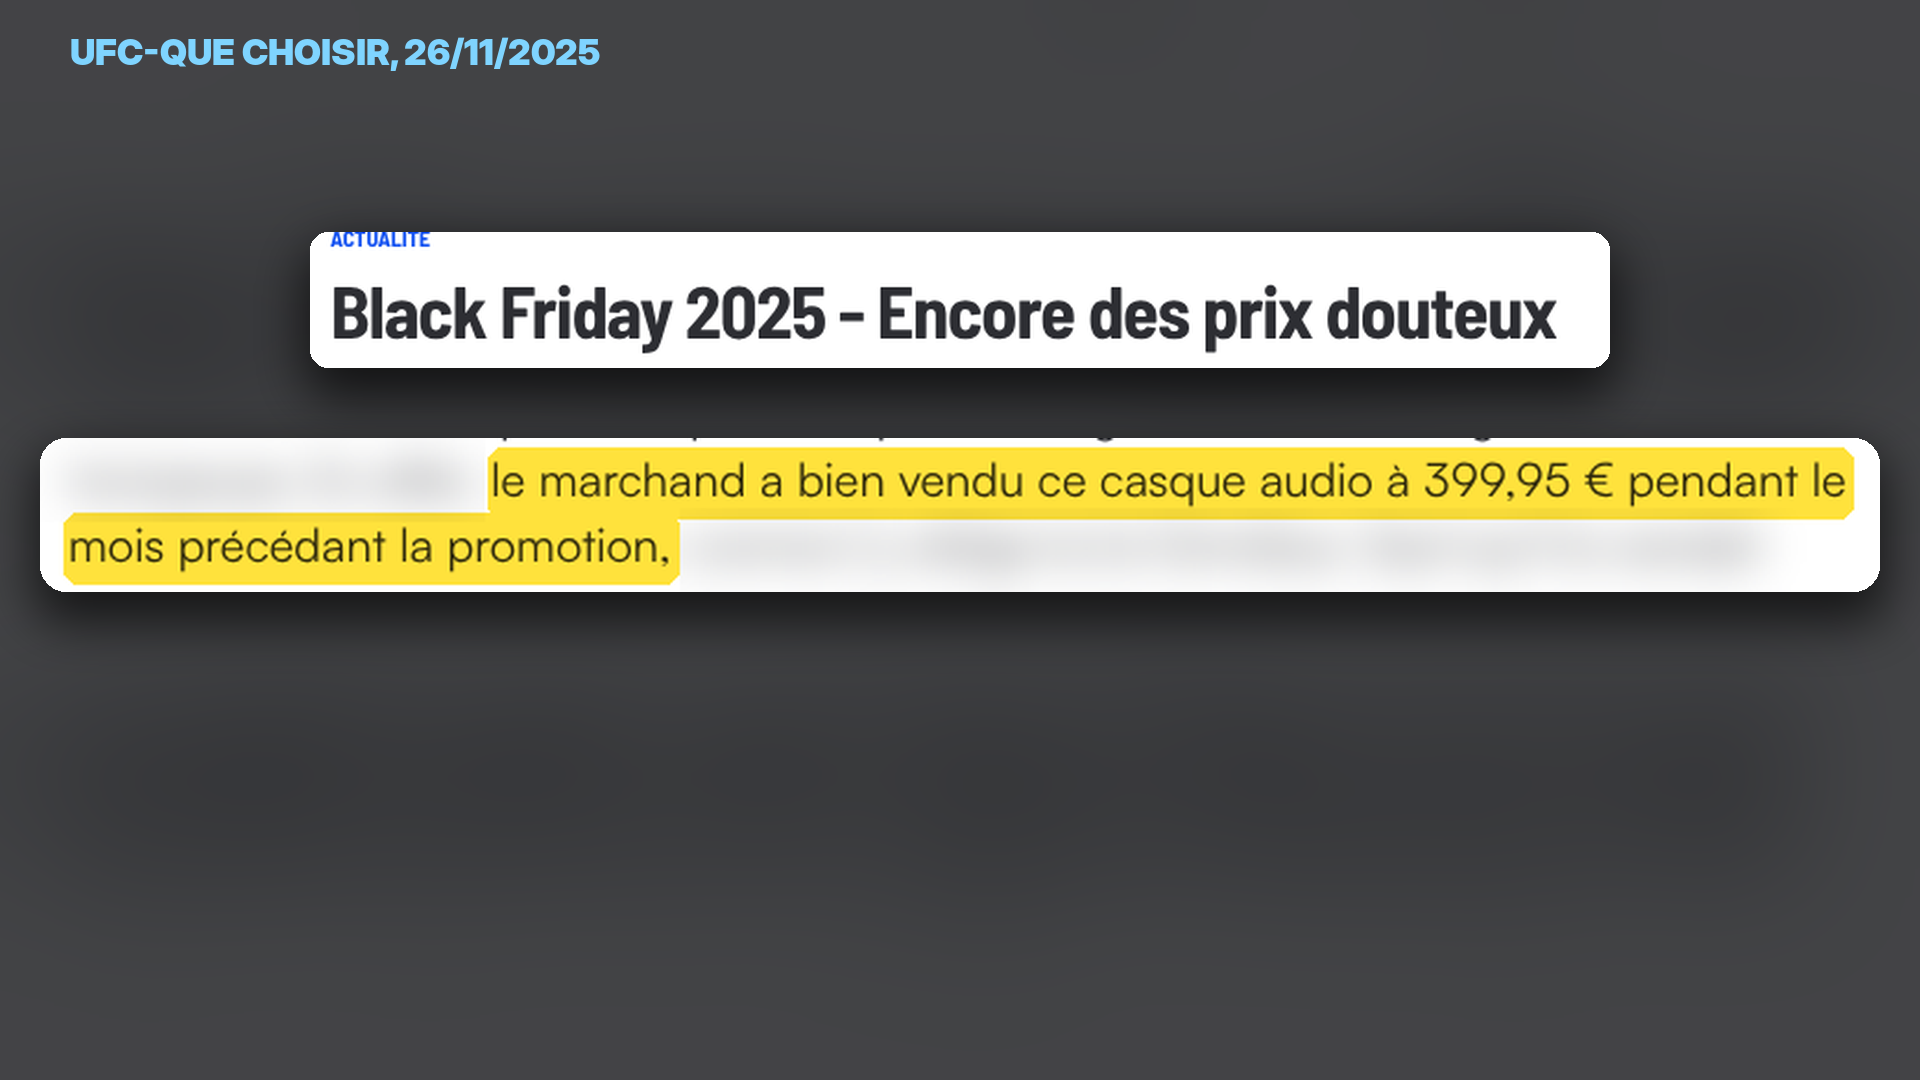 UFC-QUE CHOISIR, 26/11/2025
ACTUALITÉ
Black Friday 2025 - Encore des prix douteux
le marchand a bien vendu ce casque audio à 399,95 € pendant le
mois précédant la promotion,